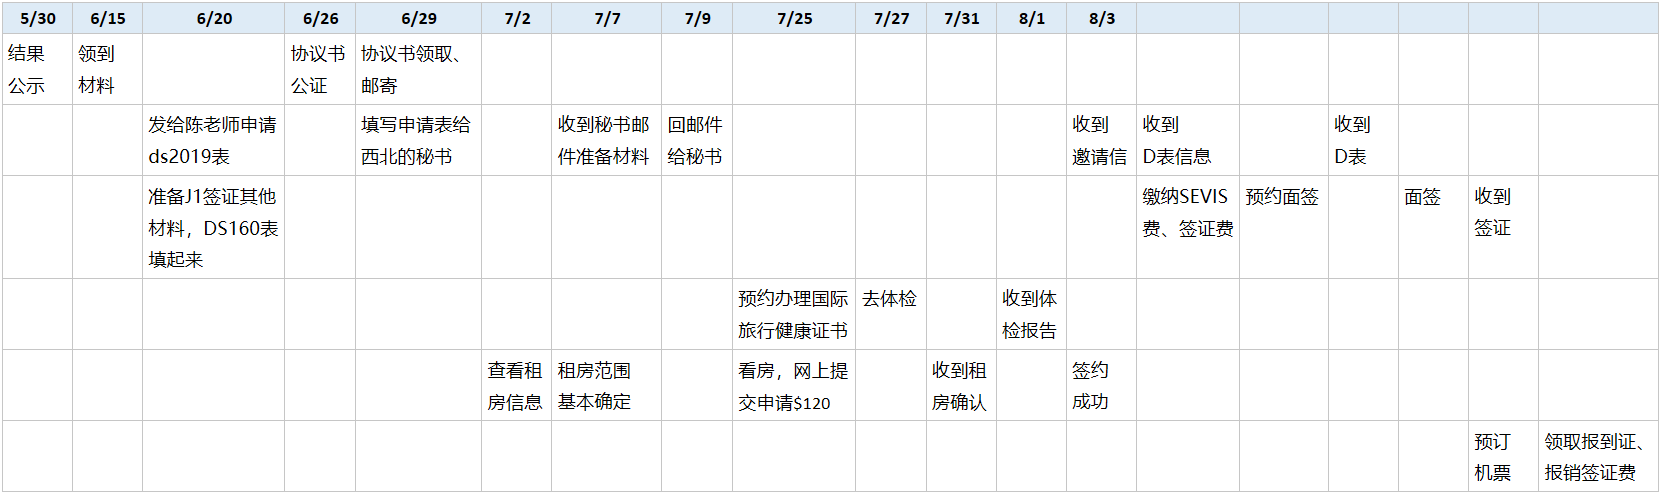 5/30 6/15 6/20 6/26 6/29 7/2 7/7 7/9 7/25 7/27 7/31 8/1 8/3
结果
公示
领到
材料
协议书
公证
协议书领取、
邮寄
发给陈老师申请
ds2019表
填写申请表给
西北的秘书
收到秘书邮
件准备材料
回邮件
给秘书
收到
邀请信
收到
D表信息
收到
D表
准备J1签证其他
材料，DS160表
填起来
缴纳SEVIS
费、签证费
预约面签
面签
收到
签证
预约办理国际
旅行健康证书
去体检
收到体
检报告
查看租
房信息
租房范围
基本确定
看房，网上提
交申请$120
收到租
房确认
签约
成功
预订
机票
领取报到证、
报销签证费